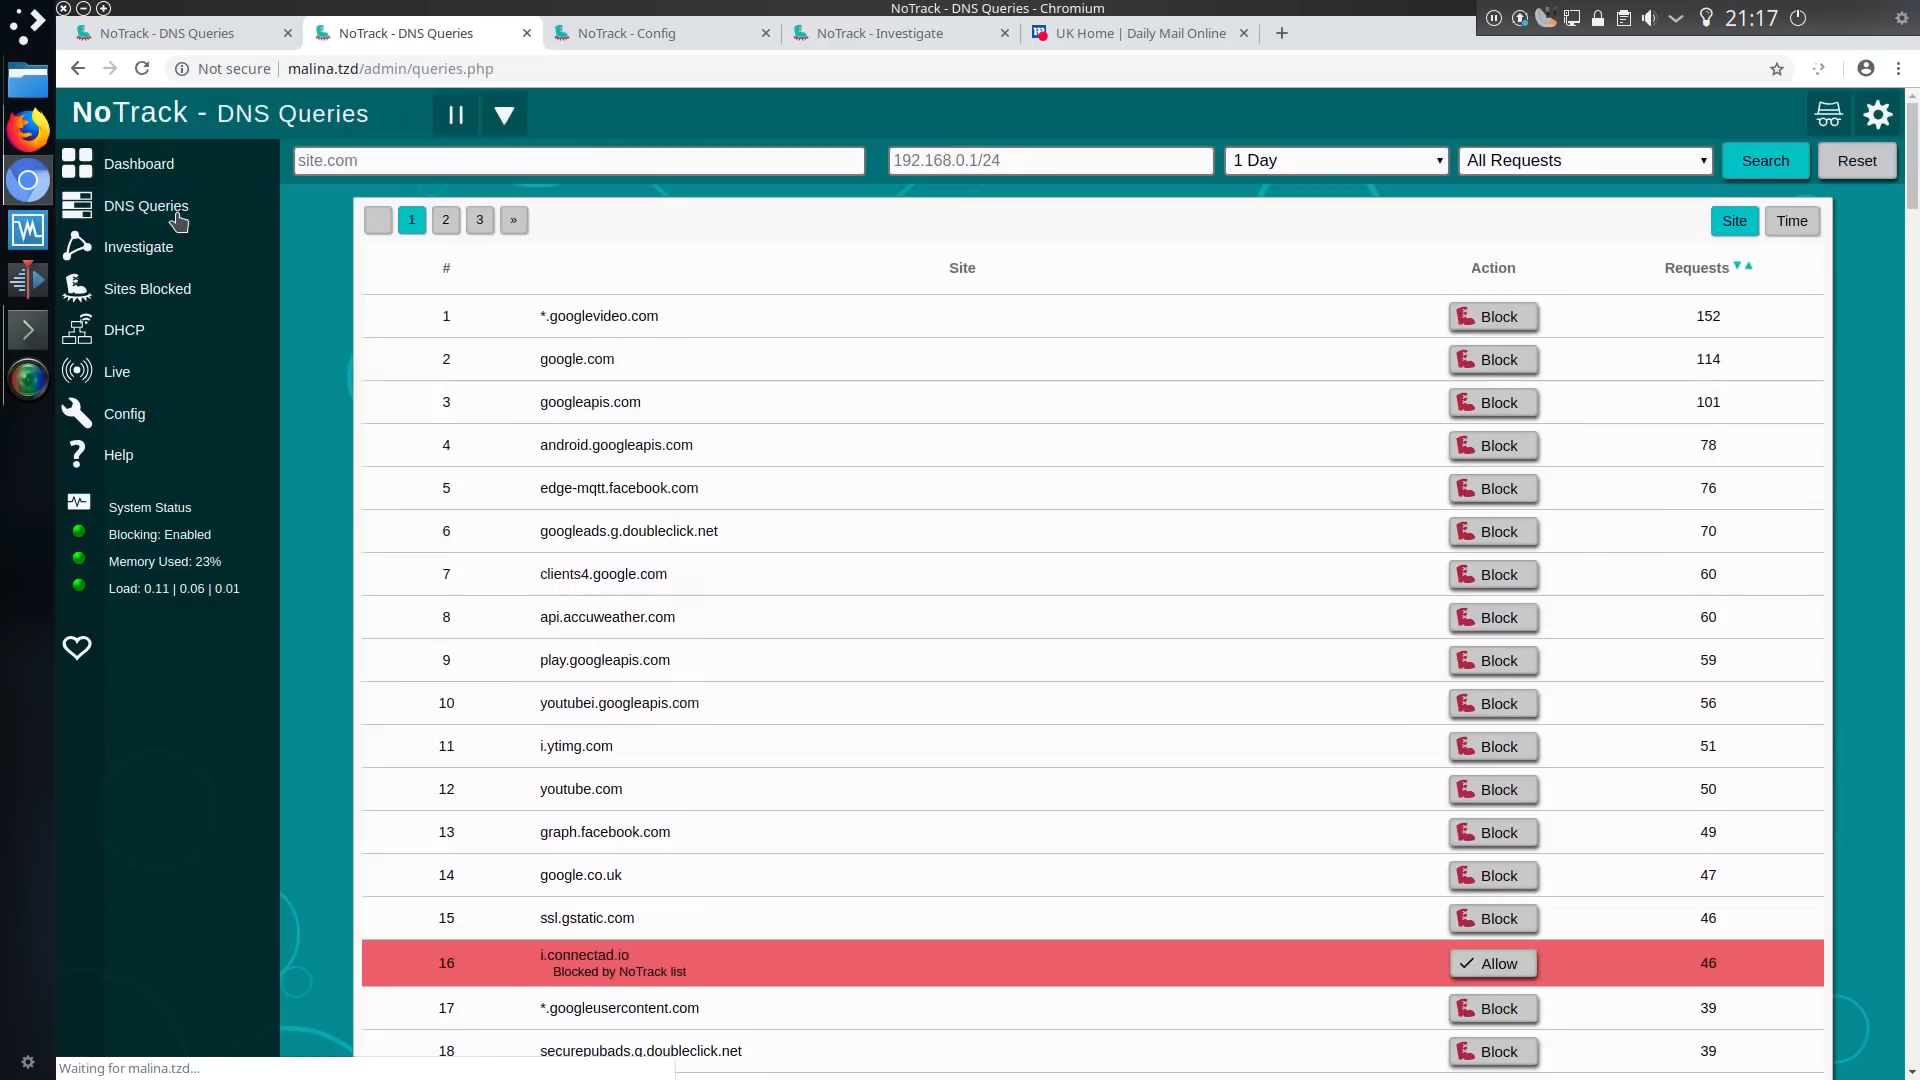 NoTrack - DNS Queries - Chromium
NoTrack - DNS Queries
NoTrack - DNS Queries
NoTrack - Config
NoTrack - Investigate
UK Home | Daily Mail Online
21:17
Not secure
malina.tzd/admin/queries.php
NoTrack - DNS Queries
Dashboard
DNS Queries
Investigate
Sites Blocked
DHCP
Live
Config
Help
System Status
Blocking: Enabled
Memory Used: 23%
Load: 0.11 | 0.06 | 0.01
site.com
192.168.0.1/24
1 Day
All Requests
Search
Reset
1 2 3 »
Site Time
# Site Action Requests ▼▲
1 *.googlevideo.com Block 152
2 google.com Block 114
3 googleapis.com Block 101
4 android.googleapis.com Block 78
5 edge-mqtt.facebook.com Block 76
6 googleads.g.doubleclick.net Block 70
7 clients4.google.com Block 60
8 api.accuweather.com Block 60
9 play.googleapis.com Block 59
10 youtubei.googleapis.com Block 56
11 i.ytimg.com Block 51
12 youtube.com Block 50
13 graph.facebook.com Block 49
14 google.co.uk Block 47
15 ssl.gstatic.com Block 46
16 i.connectad.io Allow 46
Blocked by NoTrack list
17 *.googleusercontent.com Block 39
18 securepubads.g.doubleclick.net Block 39
Waiting for malina.tzd...